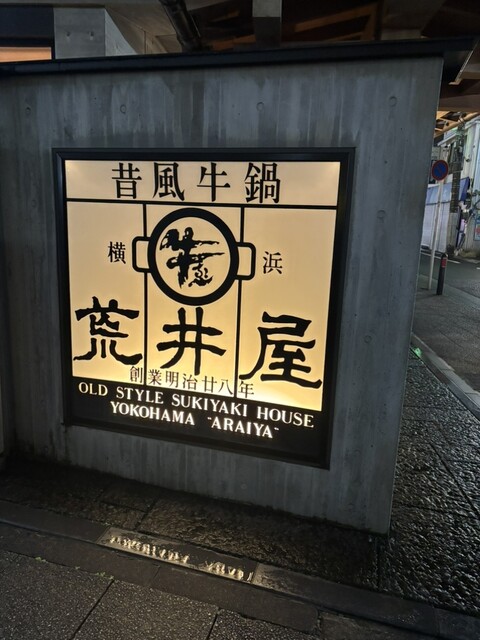 昔風牛鍋
横 浜
荒井屋
創業明治廿八年
OLD STYLE SUKIYAKI HOUSE
YOKOHAMA "ARAIYA"